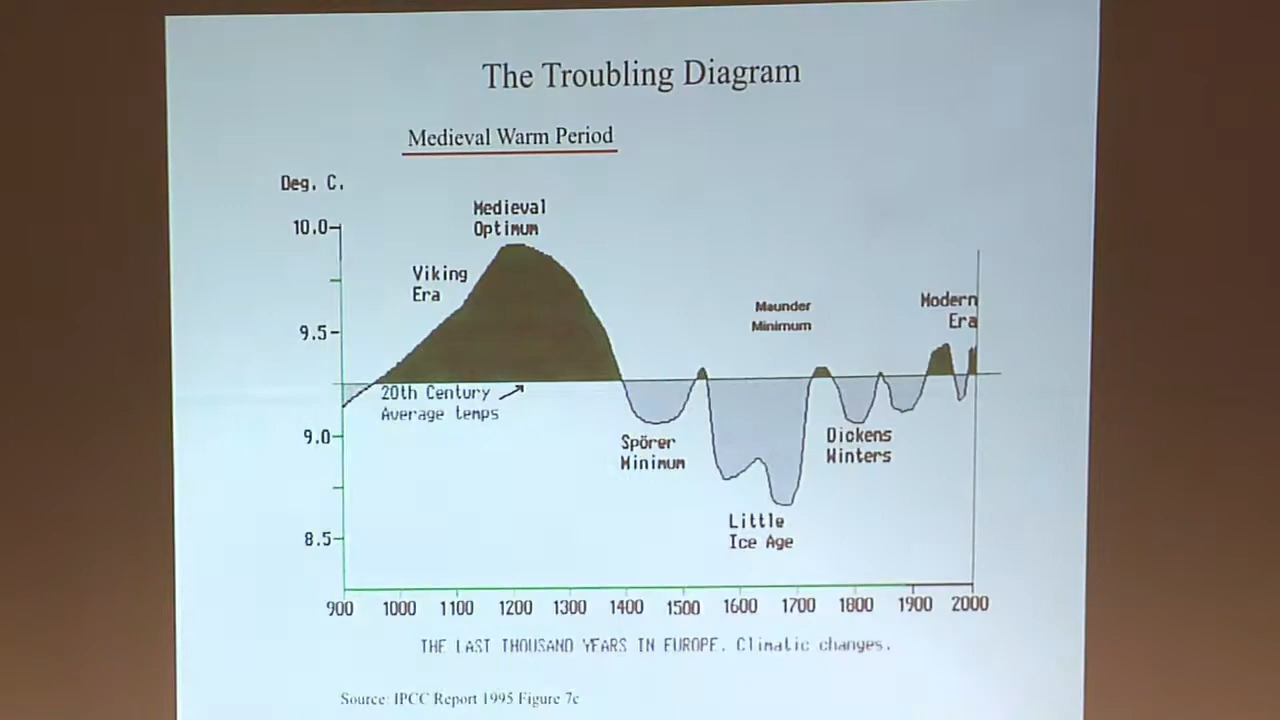 The Troubling Diagram
Medieval Warm Period
Deg. C.
Medieval
Optimum
10.0
Viking
Era
Maunder
Minimum
Modern
Era
9.5
20th Century
Average temps
9.0
Spörer
Minimum
Dickens
Winters
Little
Ice Age
8.5
900 1000 1100 1200 1300 1400 1500 1600 1700 1800 1900 2000
THE LAST THOUSAND YEARS IN EUROPE. Climatic changes.
Source: IPCC Report 1995 Figure 7c